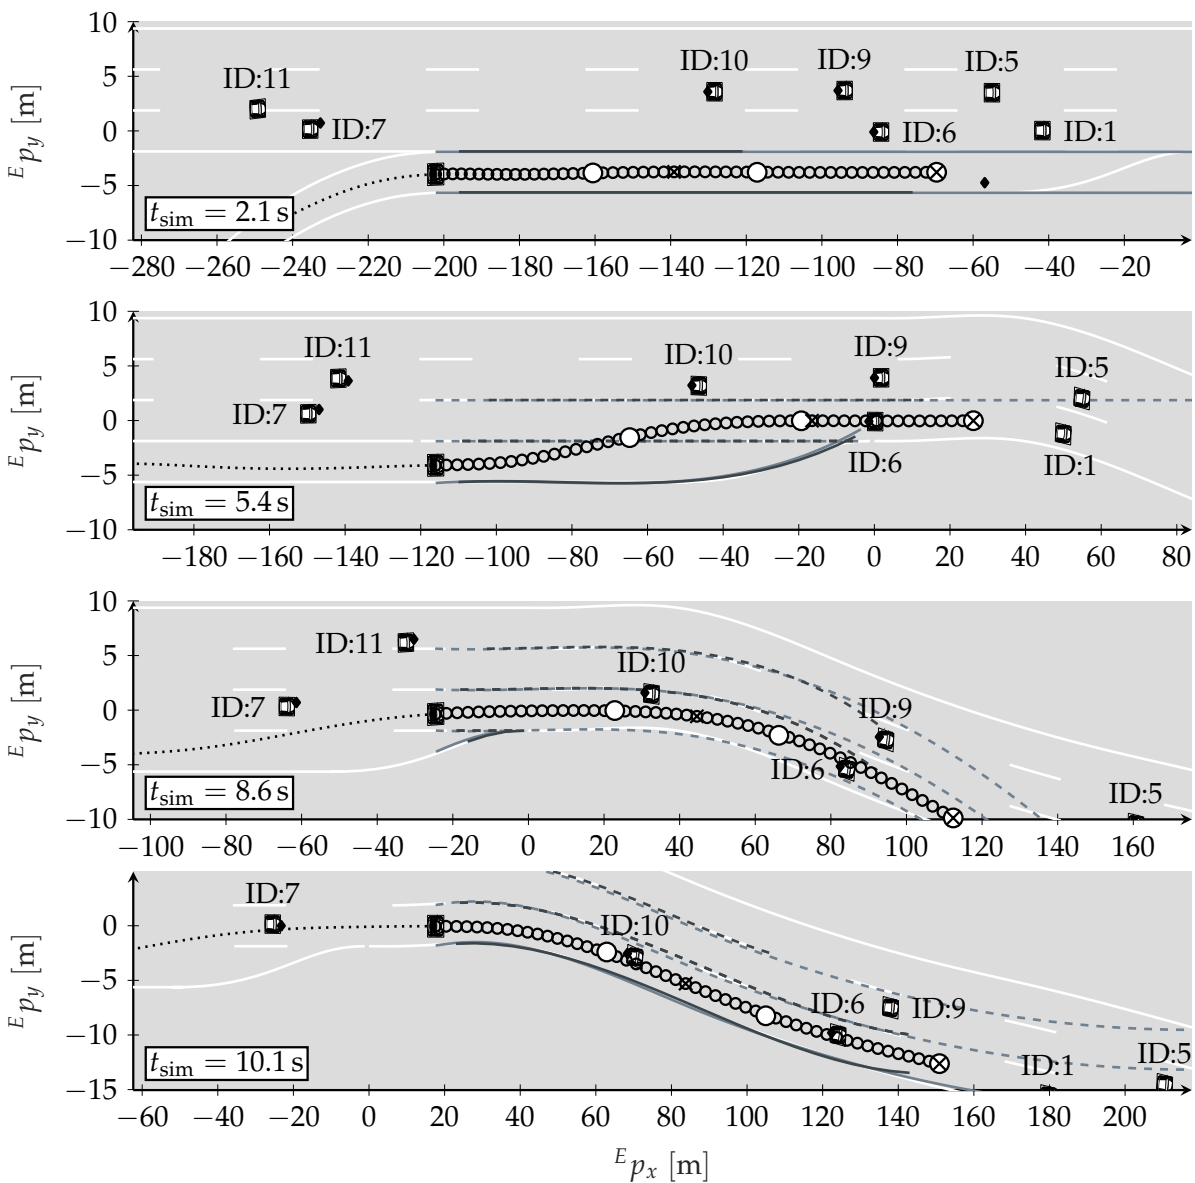 10
5
0
−5
−10
E p_y [m]
ID:11
ID:7
ID:10
ID:9
ID:5
ID:6
ID:1
t_sim = 2.1 s
−280 −260 −240 −220 −200 −180 −160 −140 −120 −100 −80 −60 −40 −20
10
5
0
−5
−10
E p_y [m]
ID:11
ID:7
ID:10
ID:9
ID:5
ID:6
ID:1
t_sim = 5.4 s
−180 −160 −140 −120 −100 −80 −60 −40 −20 0 20 40 60 80
10
5
0
−5
−10
E p_y [m]
ID:11
ID:7
ID:10
ID:9
ID:6
ID:5
t_sim = 8.6 s
−100 −80 −60 −40 −20 0 20 40 60 80 100 120 140 160
0
−5
−10
−15
E p_y [m]
ID:7
ID:10
ID:6
ID:9
ID:1
ID:5
t_sim = 10.1 s
−60 −40 −20 0 20 40 60 80 100 120 140 160 180 200
E p_x [m]